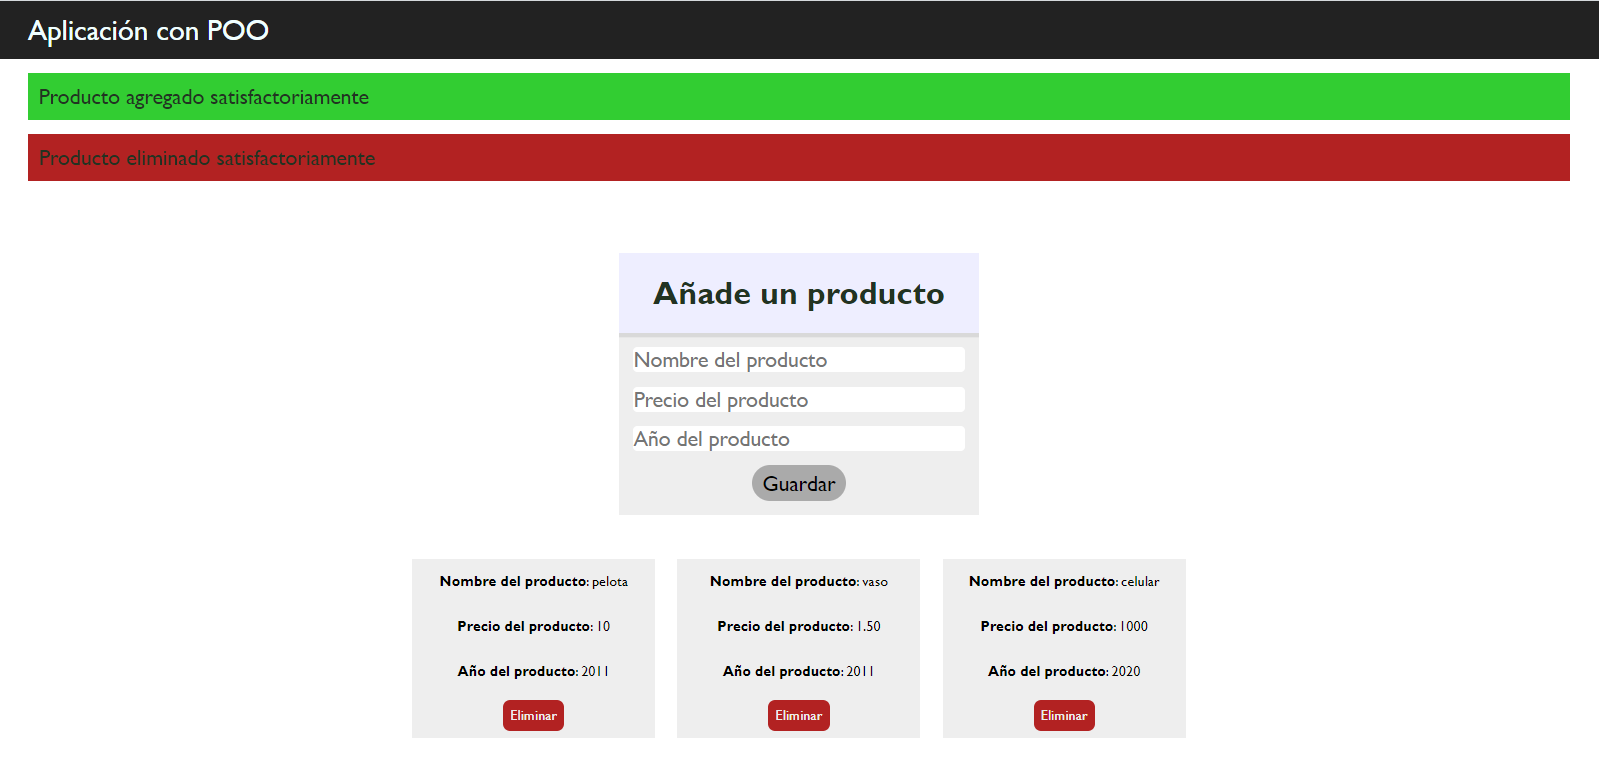 Aplicación con POO
Producto agregado satisfactoriamente
Producto eliminado satisfactoriamente
Añade un producto
Nombre del producto
Precio del producto
Año del producto
Guardar
Nombre del producto: pelota
Precio del producto: 10
Año del producto: 2011
Eliminar
Nombre del producto: vaso
Precio del producto: 1.50
Año del producto: 2011
Eliminar
Nombre del producto: celular
Precio del producto: 1000
Año del producto: 2020
Eliminar